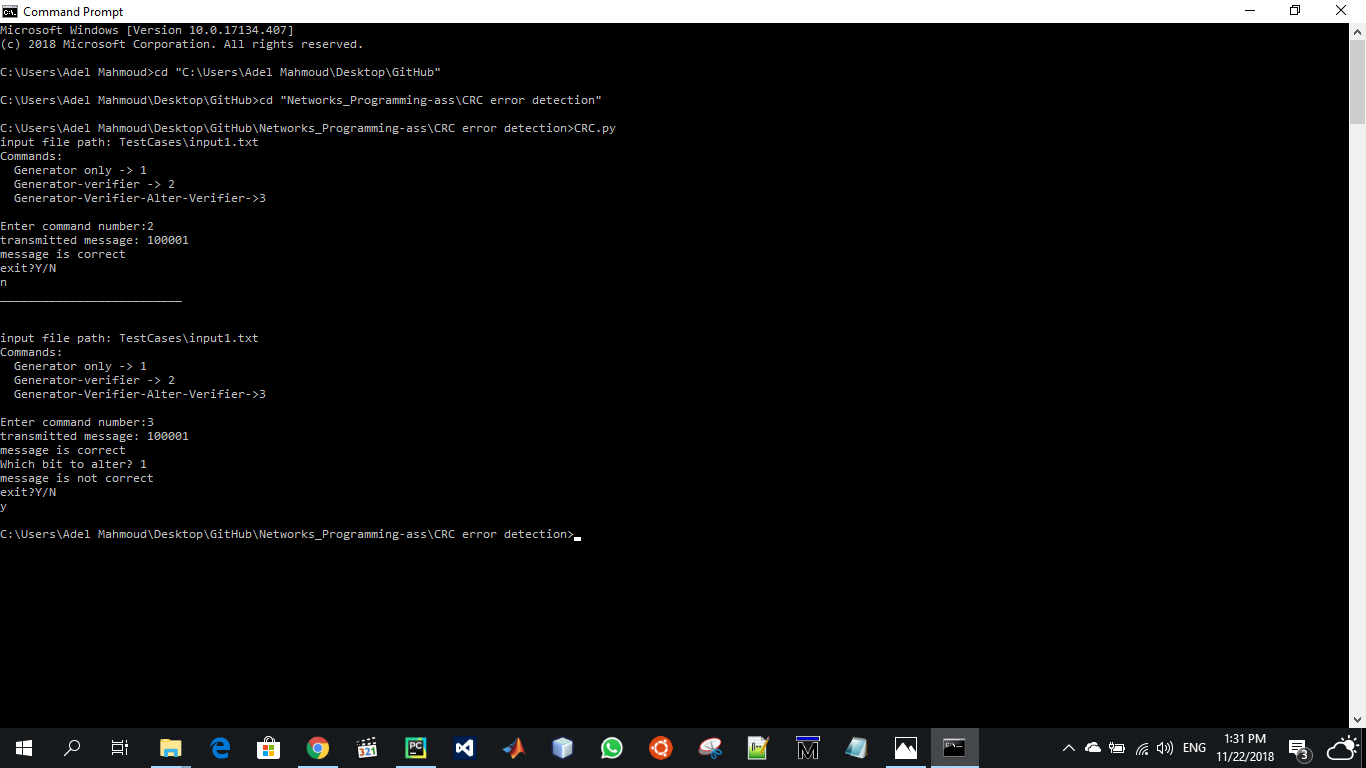 Command Prompt
Microsoft Windows [Version 10.0.17134.407]
(c) 2018 Microsoft Corporation. All rights reserved.
C:\Users\Adel Mahmoud>cd "C:\Users\Adel Mahmoud\Desktop\GitHub"
C:\Users\Adel Mahmoud\Desktop\GitHub>cd "Networks_Programming-ass\CRC error detection"
C:\Users\Adel Mahmoud\Desktop\GitHub\Networks_Programming-ass\CRC error detection>CRC.py
input file path: TestCases\input1.txt
Commands:
  Generator only -> 1
  Generator-verifier -> 2
  Generator-Verifier-Alter-Verifier->3
Enter command number:2
transmitted message: 100001
message is correct
exit?Y/N
n
__________________________
input file path: TestCases\input1.txt
Commands:
  Generator only -> 1
  Generator-verifier -> 2
  Generator-Verifier-Alter-Verifier->3
Enter command number:3
transmitted message: 100001
message is correct
Which bit to alter? 1
message is not correct
exit?Y/N
y
C:\Users\Adel Mahmoud\Desktop\GitHub\Networks_Programming-ass\CRC error detection>
321
PC
ENG
1:31 PM
11/22/2018
3